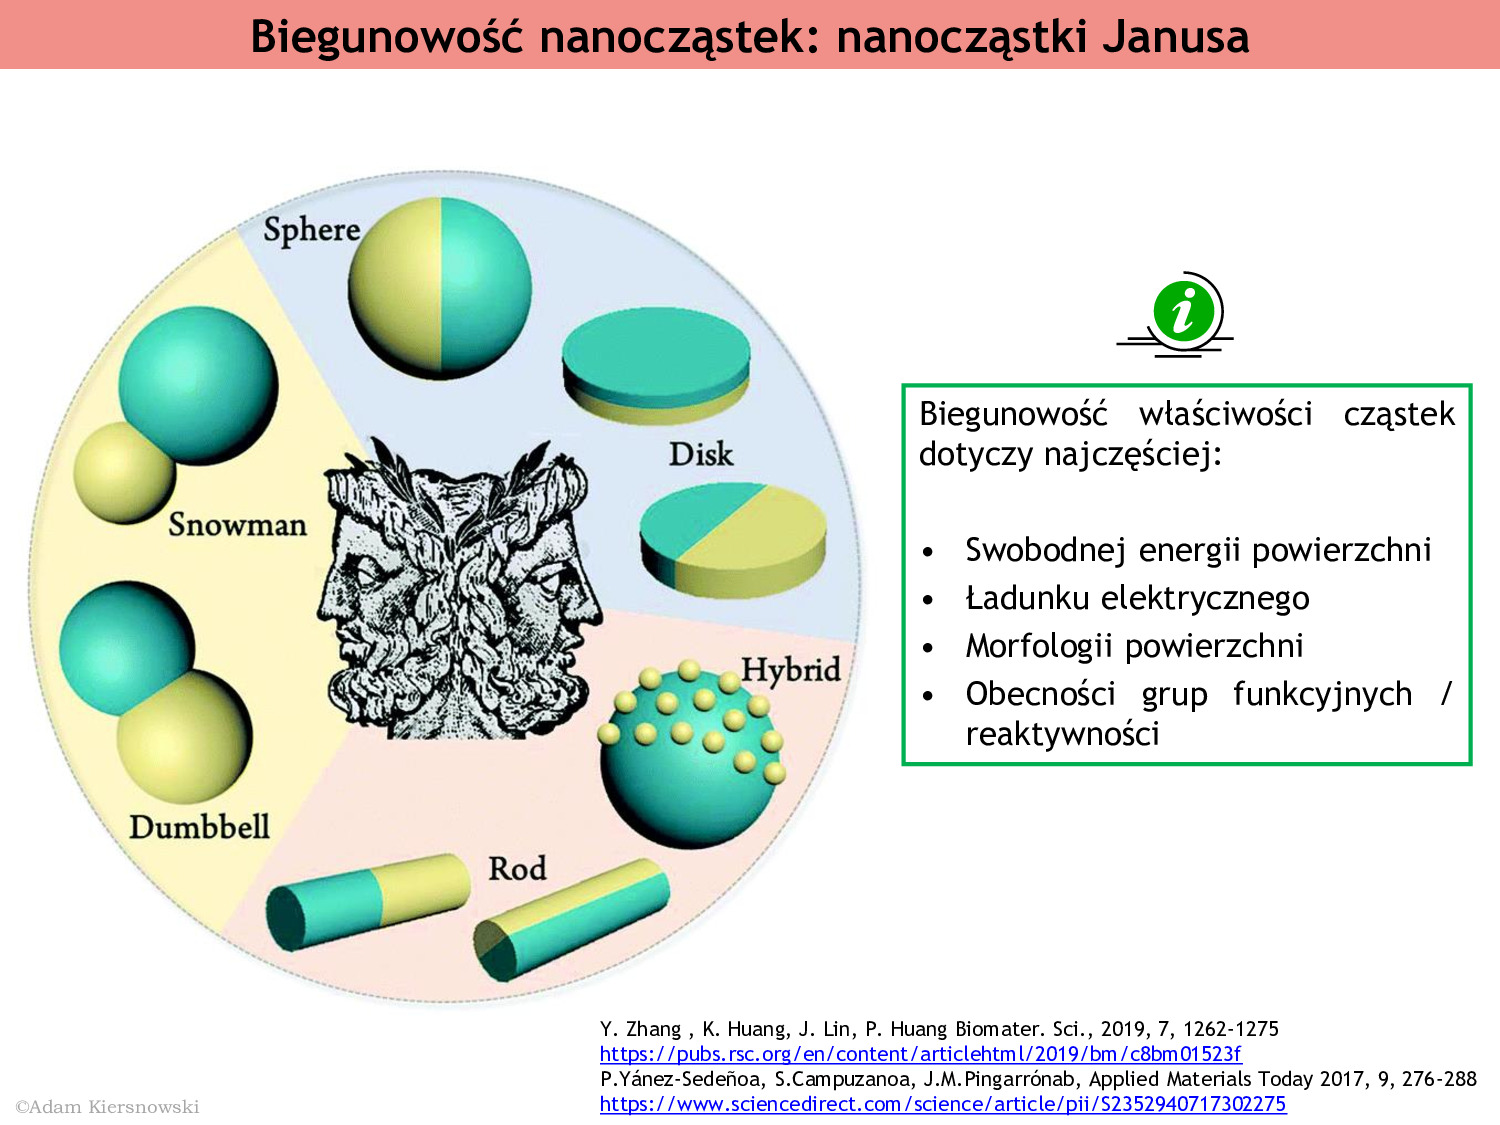 Biegunowość nanocząstek: nanocząstki Janusa
Sphere
Disk
Snowman
Hybrid
Dumbbell
Rod
i
Biegunowość właściwości cząstek
dotyczy najczęściej:
• Swobodnej energii powierzchni
• Ładunku elektrycznego
• Morfologii powierzchni
• Obecności grup funkcyjnych /
reaktywności
Y. Zhang , K. Huang, J. Lin, P. Huang Biomater. Sci., 2019, 7, 1262-1275
https://pubs.rsc.org/en/content/articlehtml/2019/bm/c8bm01523f
P.Yánez-Sedeñoa, S.Campuzanoa, J.M.Pingarrónab, Applied Materials Today 2017, 9, 276-288
https://www.sciencedirect.com/science/article/pii/S2352940717302275
©Adam Kiersnowski